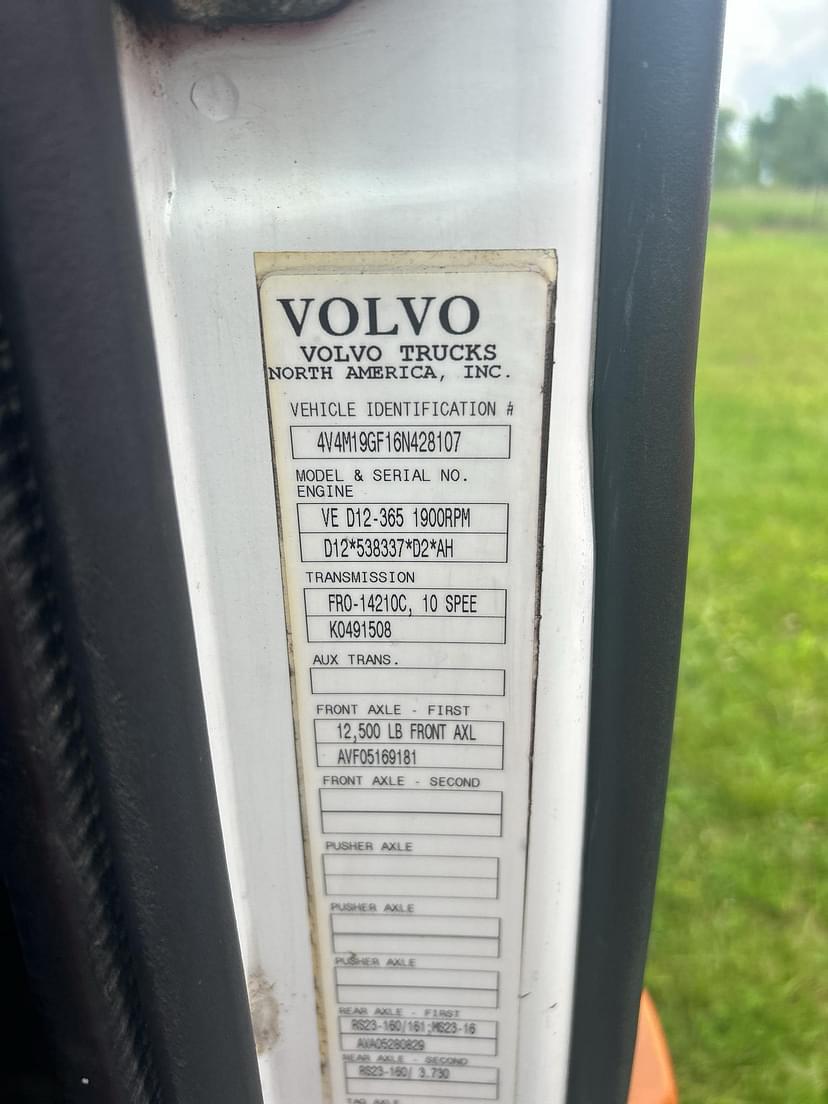 VOLVO
VOLVO TRUCKS
NORTH AMERICA, INC.
VEHICLE IDENTIFICATION #
4V4M19GF16N428107
MODEL & SERIAL NO.
ENGINE
VE D12-365 1900RPM
D12*538337*D2*AH
TRANSMISSION
FRO-14210C, 10 SPEE
K0491508
AUX TRANS.
FRONT AXLE - FIRST
12,500 LB FRONT AXL
AVF05169181
FRONT AXLE - SECOND
PUSHER AXLE
PUSHER AXLE
PUSHER AXLE
REAR AXLE - FIRST
RS23-160/161;MS23-16
AVA05280829
REAR AXLE - SECOND
RS23-160/ 3.730
TAG AXLE